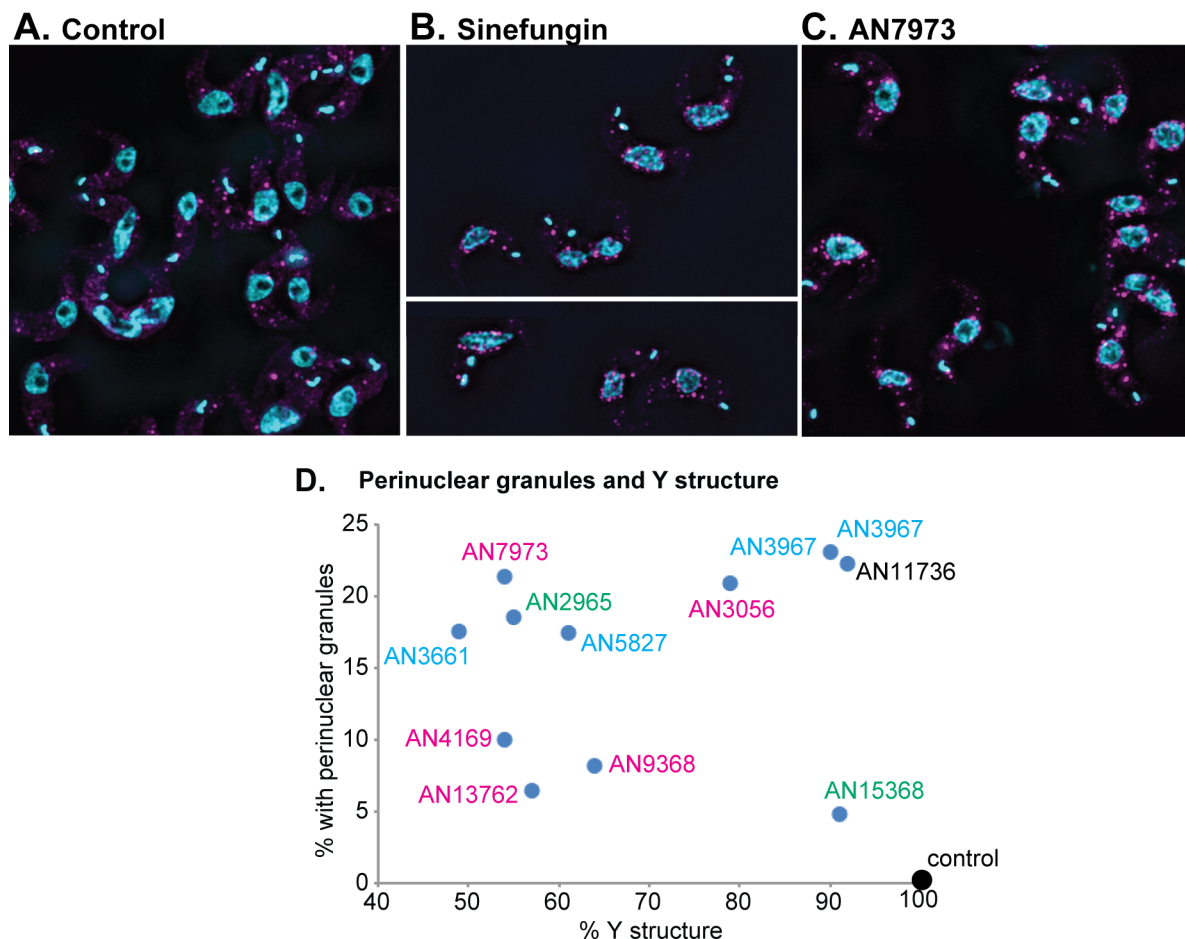 A. Control
B. Sinefungin
C. AN7973
D. Perinuclear granules and Y structure
% with perinuclear granules
25
20
15
10
5
0
AN7973
AN3967
AN3967
AN11736
AN2965
AN3056
AN3661
AN5827
AN4169
AN9368
AN13762
AN15368
control
40
50
60
70
80
90
100
% Y structure